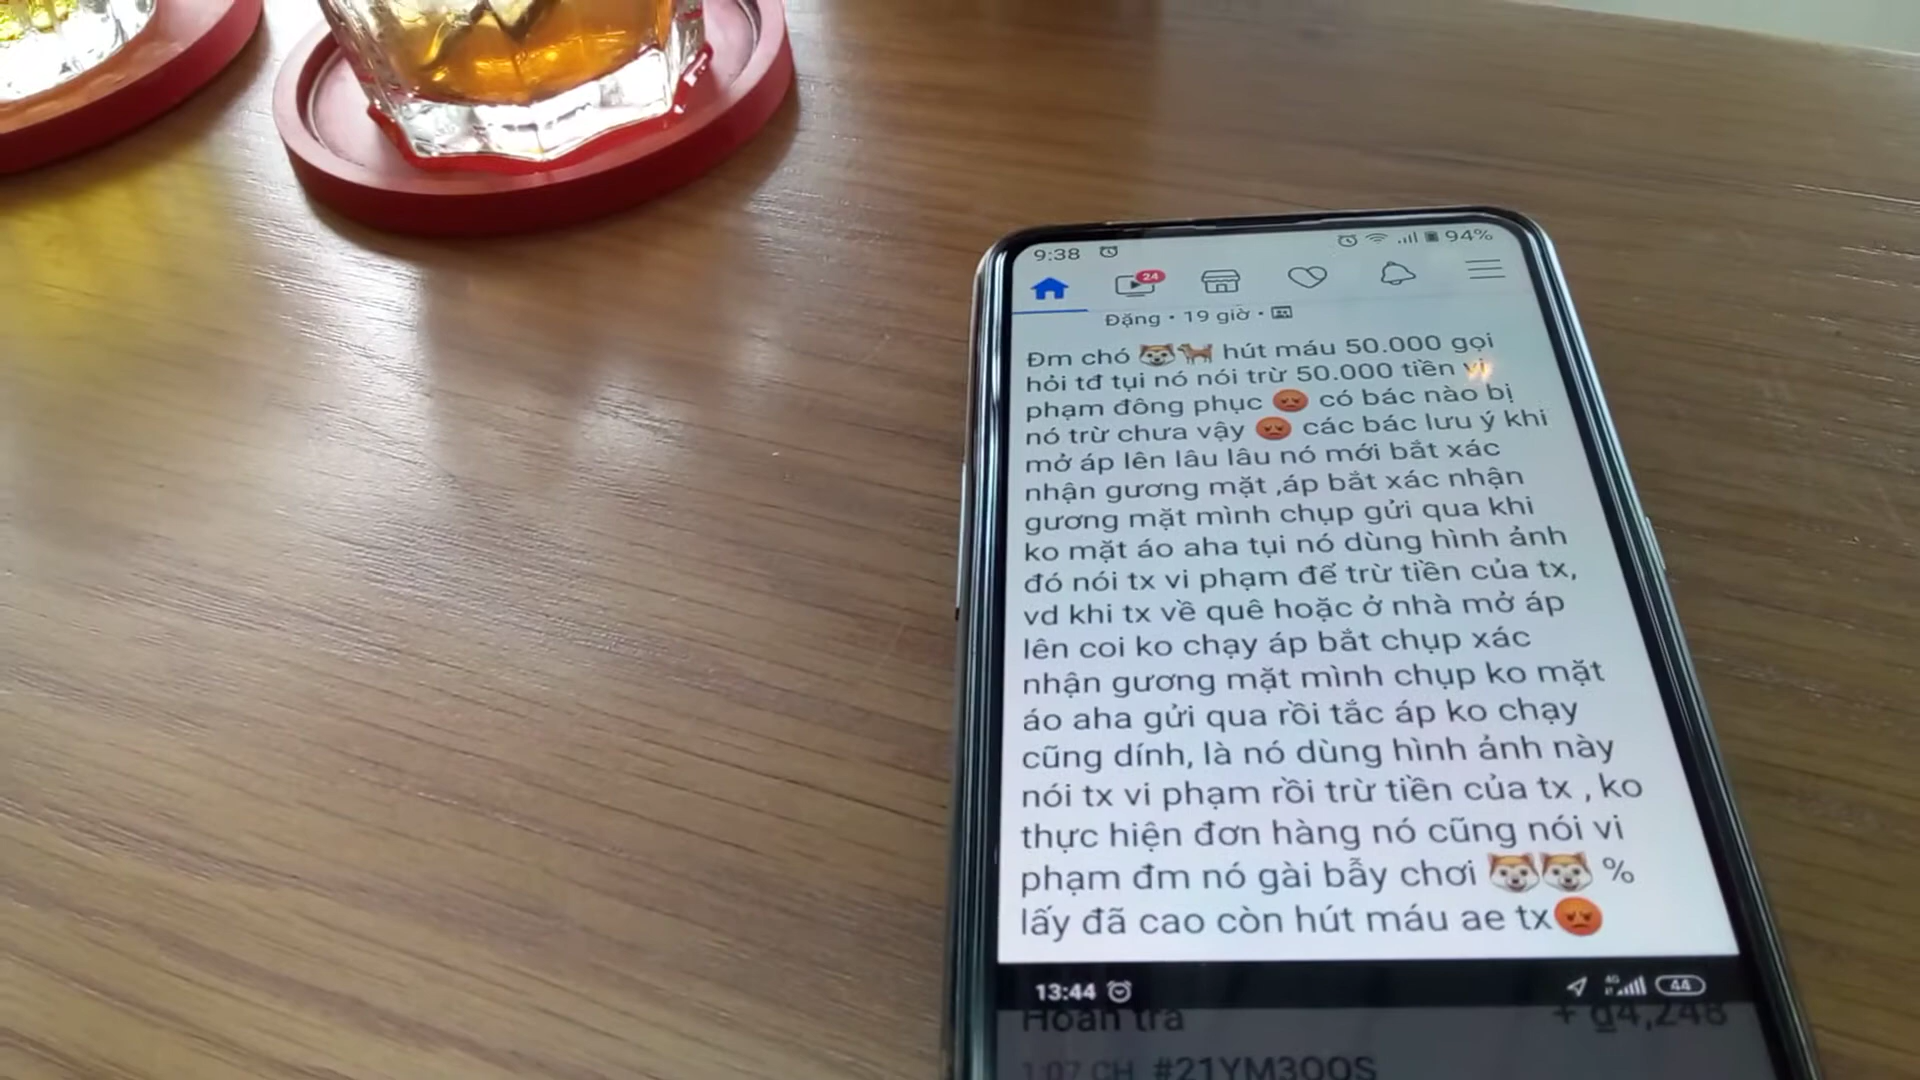 9:38 94%
24
Đặng · 19 giờ ·
Đm chó hút máu 50.000 gọi
hỏi tđ tụi nó nói trừ 50.000 tiền vi
phạm đông phục có bác nào bị
nó trừ chưa vậy các bác lưu ý khi
mở áp lên lâu lâu nó mới bắt xác
nhận gương mặt ,áp bắt xác nhận
gương mặt mình chụp gửi qua khi
ko mặt áo aha tụi nó dùng hình ảnh
đó nói tx vi phạm để trừ tiền của tx,
vd khi tx về quê hoặc ở nhà mở áp
lên coi ko chạy áp bắt chụp xác
nhận gương mặt mình chụp ko mặt
áo aha gửi qua rồi tắc áp ko chạy
cũng dính, là nó dùng hình ảnh này
nói tx vi phạm rồi trừ tiền của tx , ko
thực hiện đơn hàng nó cũng nói vi
phạm đm nó gài bẫy chơi %
lấy đã cao còn hút máu ae tx
13:44 4G 44
Hoàn trả + ₫4,248
1:07 CH #21YM3OOS